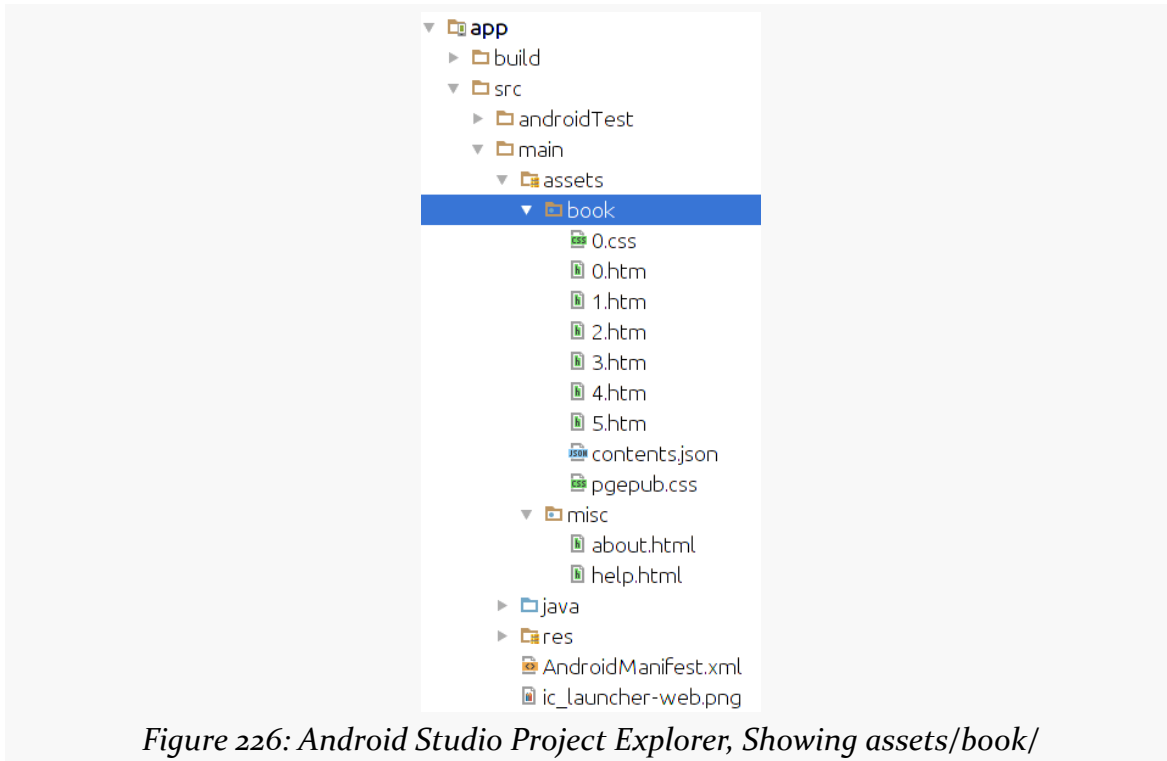 app
build
src
androidTest
main
assets
book
0.css
0.htm
1.htm
2.htm
3.htm
4.htm
5.htm
contents.json
pgepub.css
misc
about.html
help.html
java
res
AndroidManifest.xml
ic_launcher-web.png
Figure 226: Android Studio Project Explorer, Showing assets/book/